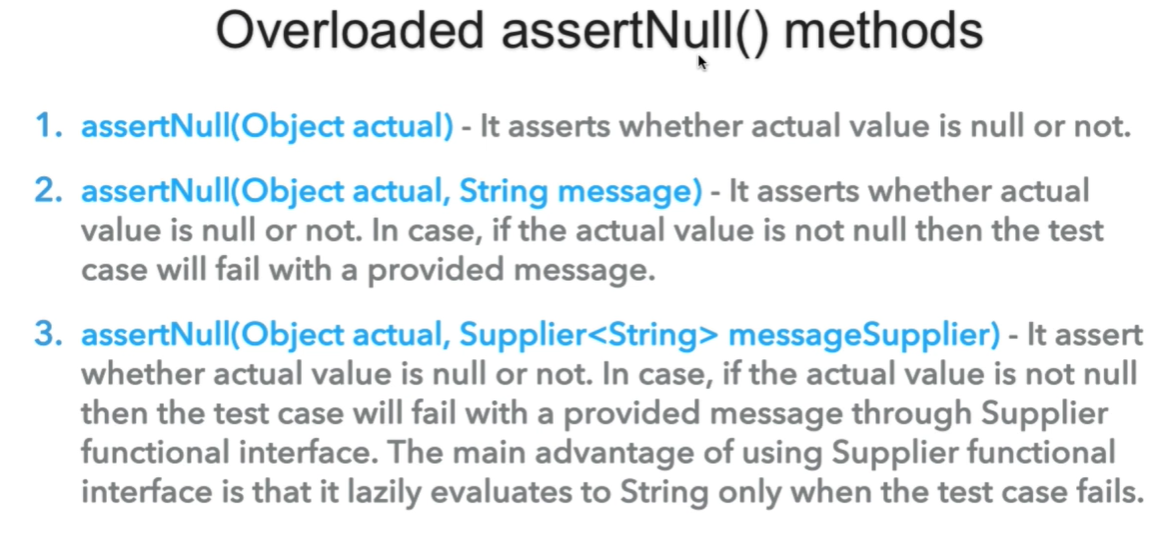 Overloaded assertNull() methods
1. assertNull(Object actual) - It asserts whether actual value is null or not.
2. assertNull(Object actual, String message) - It asserts whether actual
value is null or not. In case, if the actual value is not null then the test
case will fail with a provided message.
3. assertNull(Object actual, Supplier<String> messageSupplier) - It assert
whether actual value is null or not. In case, if the actual value is not null
then the test case will fail with a provided message through Supplier
functional interface. The main advantage of using Supplier functional
interface is that it lazily evaluates to String only when the test case fails.